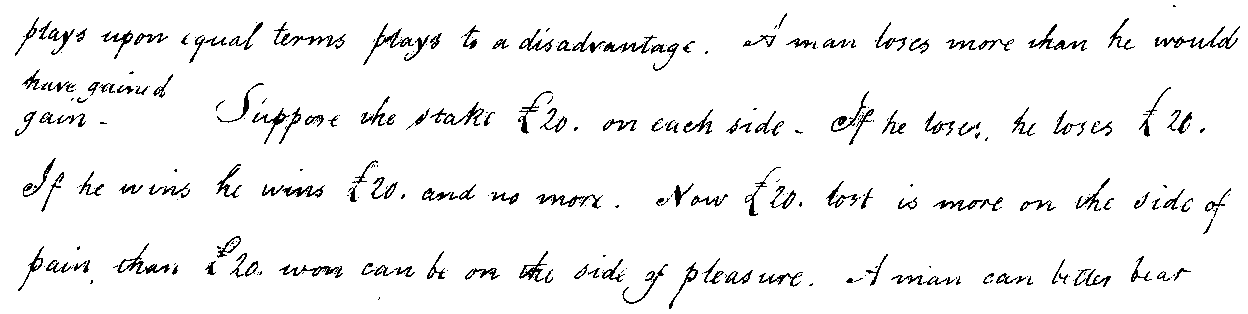 plays upon equal terms plays to a disadvantage. A man loses more than he would
have gained
gain - Suppose the stake £20. on each side - If he loses, he loses £20.
If he wins he wins £20. and no more. Now £20. lost is more on the side of
pain, than £20. won can be on the side of pleasure. A man can better bear